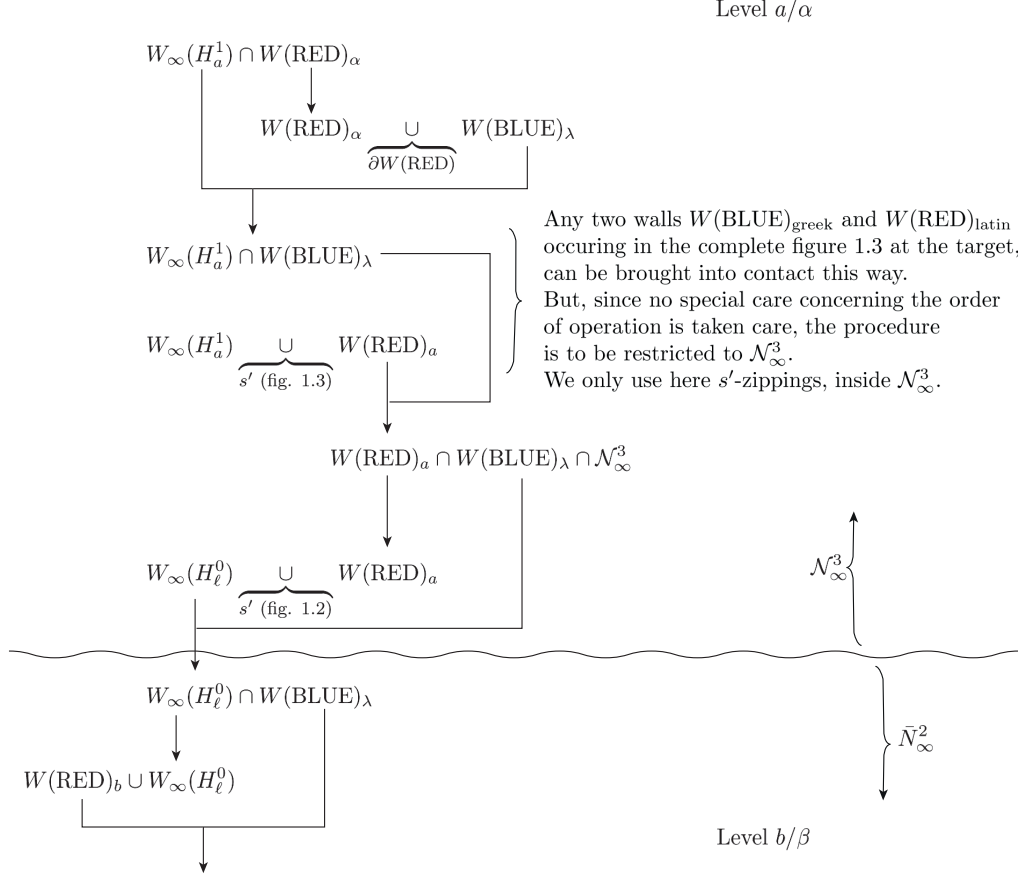 Level a/α
W∞(H¹ₐ) ∩ W(RED)α
W(RED)α ∪ W(BLUE)λ
∂W(RED)
W∞(H¹ₐ) ∩ W(BLUE)λ
Any two walls W(BLUE)greek and W(RED)latin
occuring in the complete figure 1.3 at the target,
can be brought into contact this way.
But, since no special care concerning the order
of operation is taken care, the procedure
is to be restricted to 𝒩³∞.
We only use here s′-zippings, inside 𝒩³∞.
W∞(H¹ₐ) ∪ W(RED)ₐ
s′ (fig. 1.3)
W(RED)ₐ ∩ W(BLUE)λ ∩ 𝒩³∞
W∞(H⁰ℓ) ∪ W(RED)ₐ
s′ (fig. 1.2)
𝒩³∞
W∞(H⁰ℓ) ∩ W(BLUE)λ
N̄²∞
W(RED)b ∪ W∞(H⁰ℓ)
Level b/β